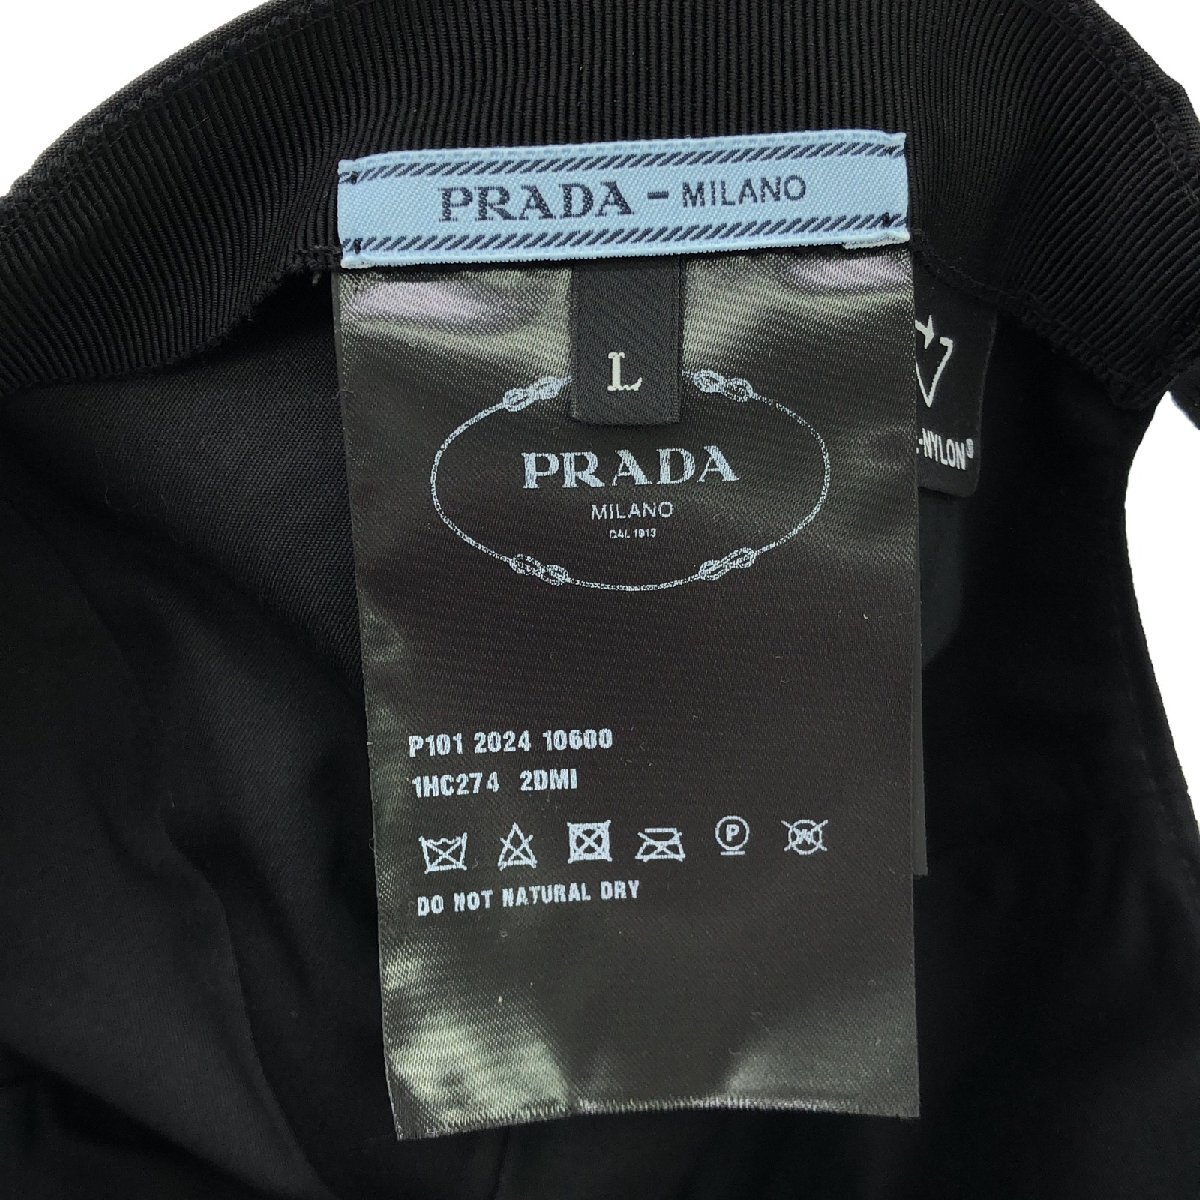 PRADA - MILANO
L
PRADA
MILANO
DAL 1913
-NYLON®
P101 2024 10600
1HC274 2DMI
P
DO NOT NATURAL DRY